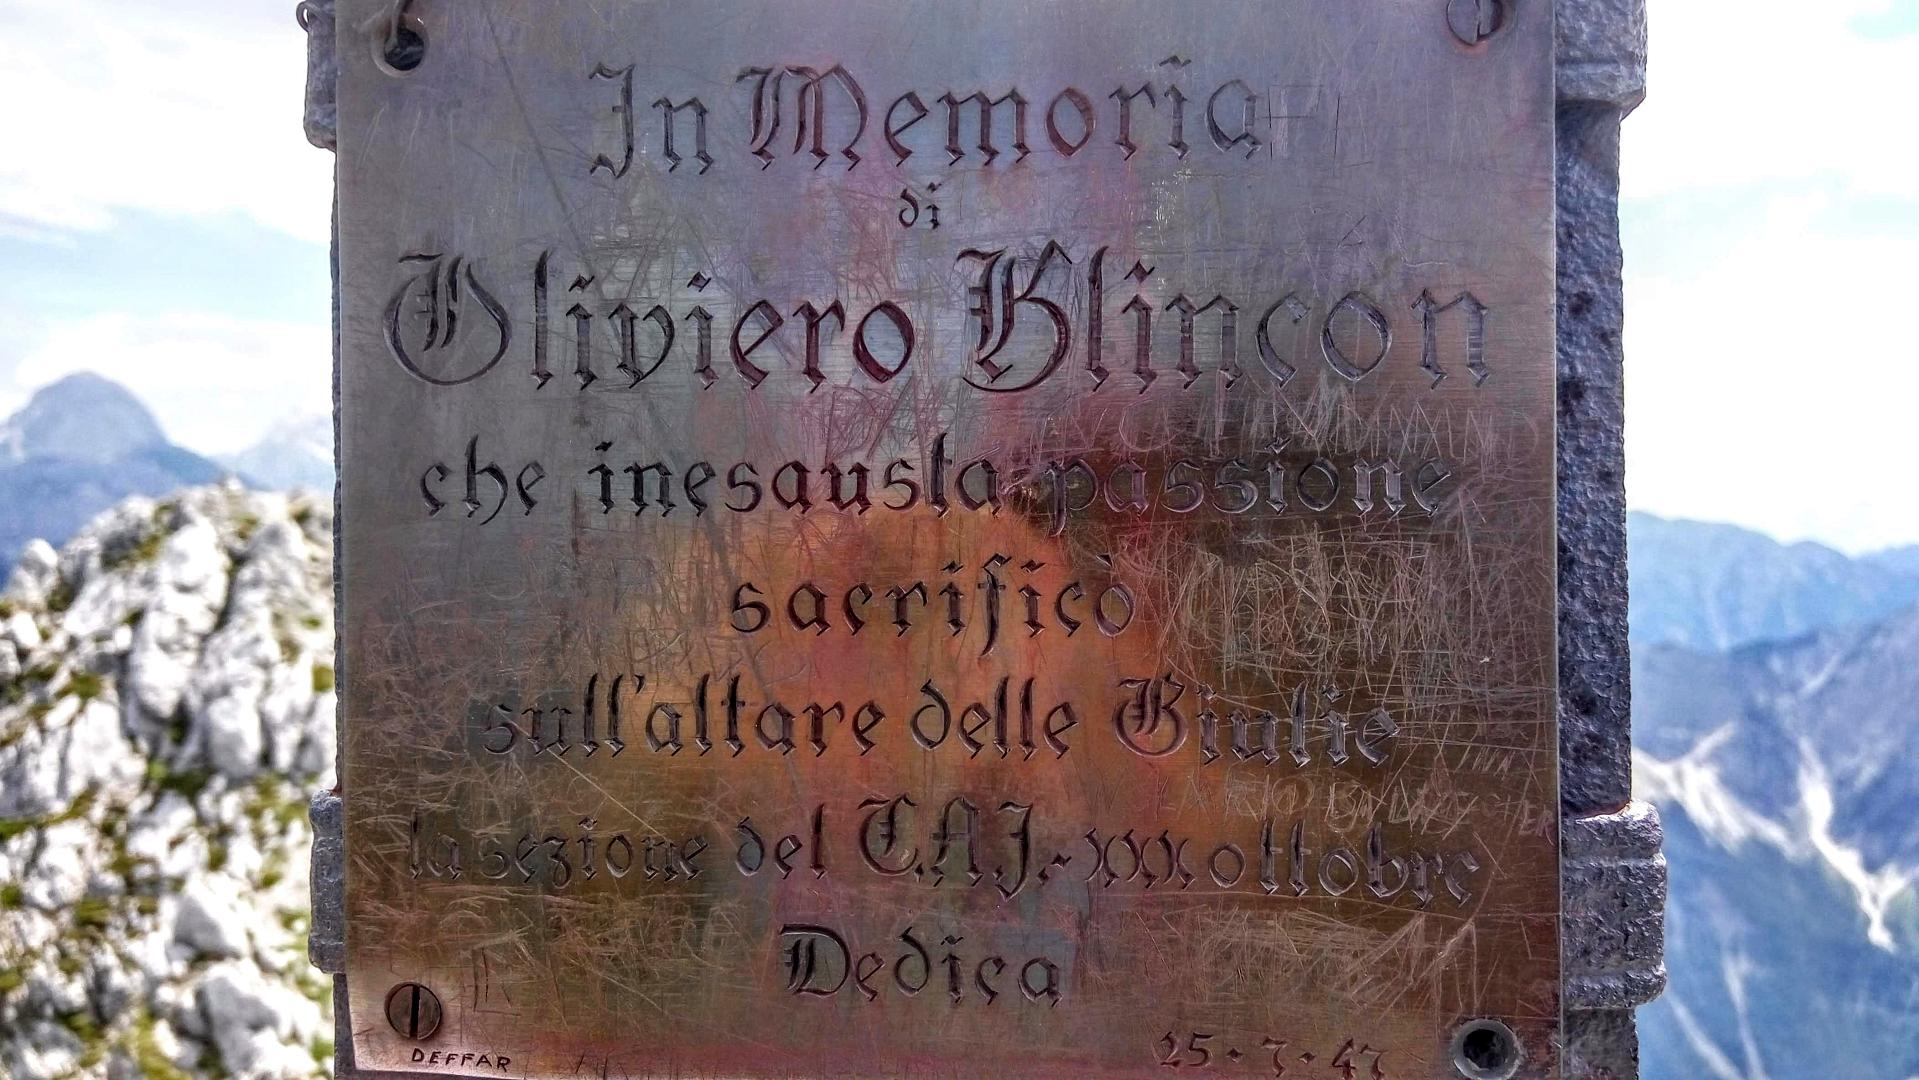 In Memoria
di
Oliviero Klincon
che inesausta passione
sacrificò
sull'altare delle Giulie
la sezione del C.A.I.-XXX ottobre
Dedica
25-7-47
DEFFAR